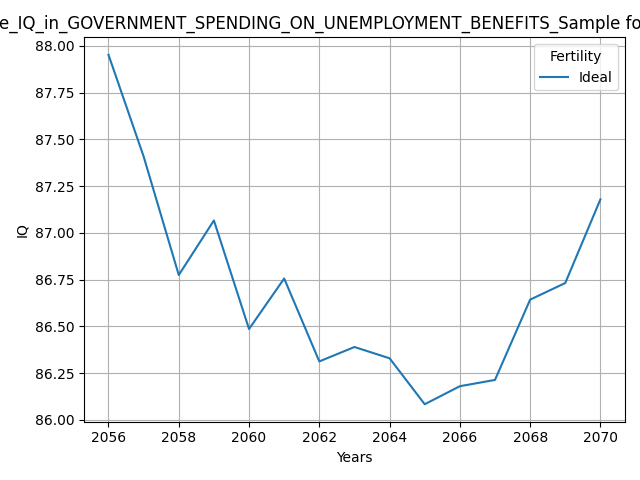 e_IQ_in_GOVERNMENT_SPENDING_ON_UNEMPLOYMENT_BENEFITS_Sample fo
Fertility
Ideal
88.00
87.75
87.50
87.25
87.00
86.75
86.50
86.25
86.00
IQ
2056 2058 2060 2062 2064 2066 2068 2070
Years